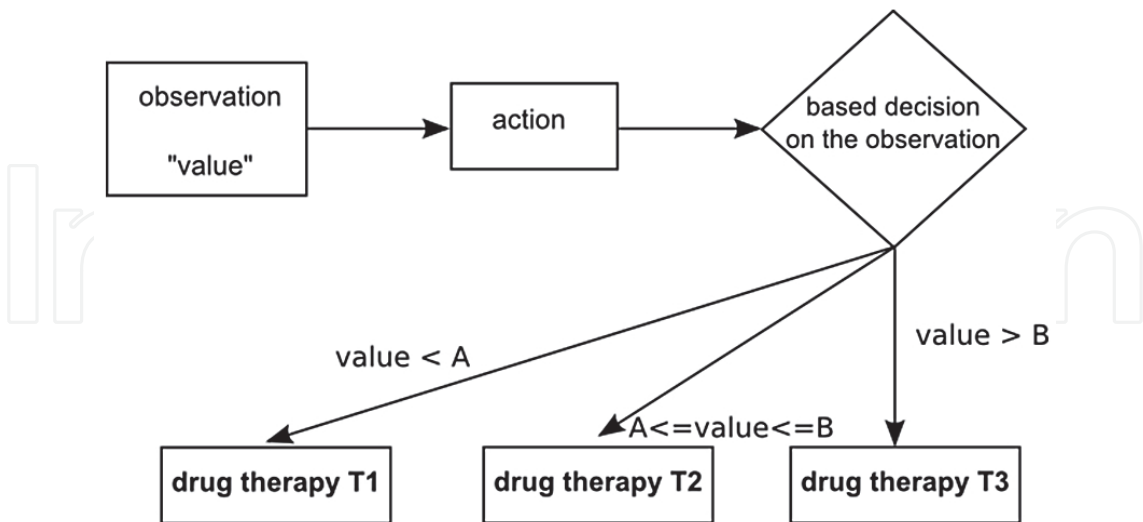 observation
"value"
action
based decision
on the observation
value < A
value > B
A<=value<=B
drug therapy T1
drug therapy T2
drug therapy T3